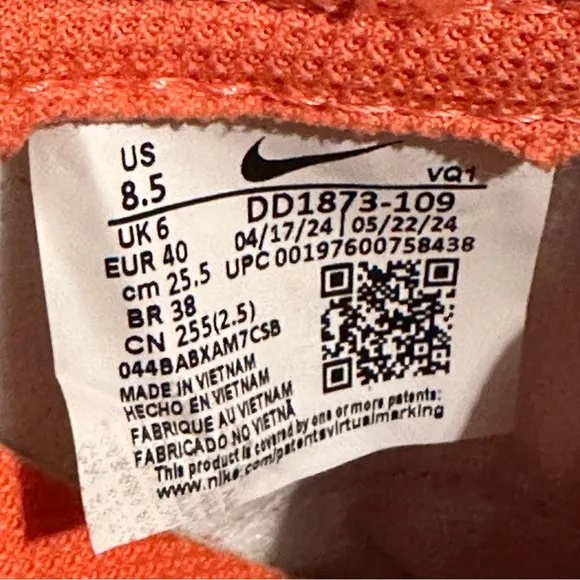 US
8.5
UK 6
EUR 40
cm 25.5
BR 38
CN 255(2.5)
VQ1
DD1873-109
04/17/24 05/22/24
UPC 00197600758438
044BABXAM7CSB
MADE IN VIETNAM
HECHO EN VIETNAM
FABRIQUE AU VIETNAM
FABRICADO NO VIETNÃ
This product is covered by one or more patents:
www.nike.com/patentsvirtualmarking